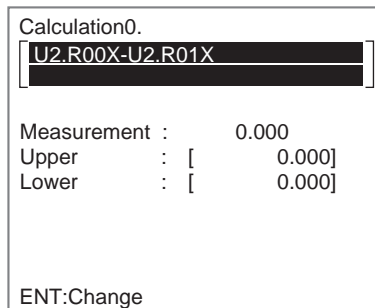 Calculation0.
U2.R00X-U2.R01X
Measurement : 0.000
Upper : [ 0.000]
Lower : [ 0.000]
ENT:Change